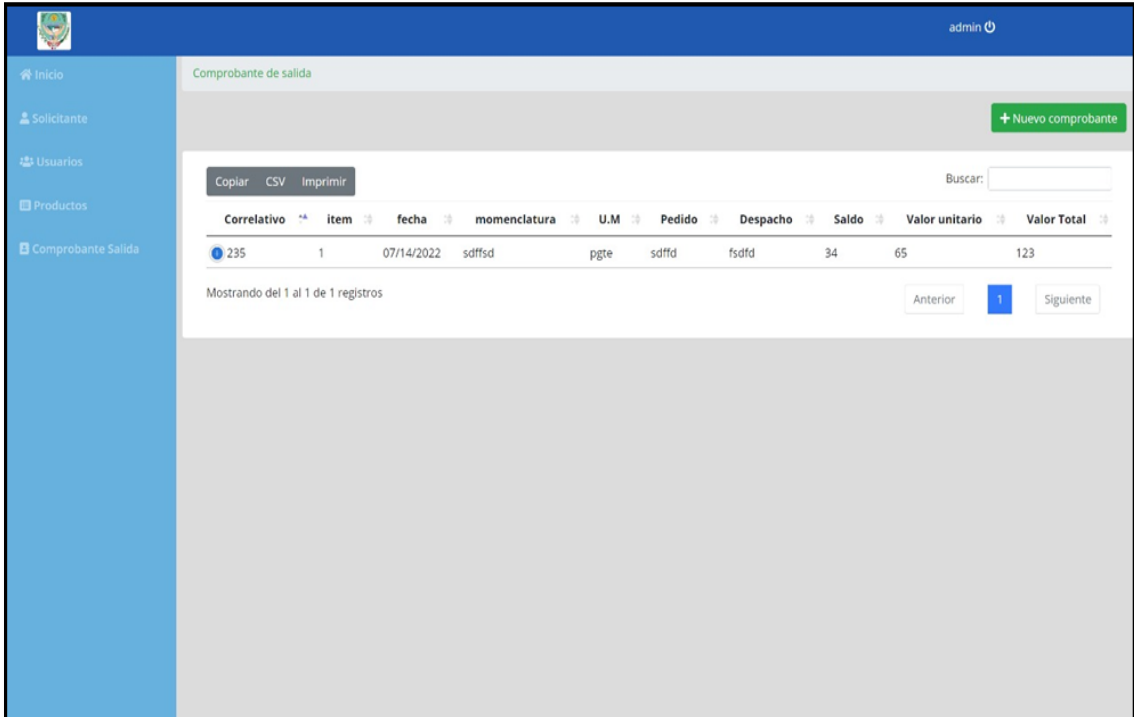 admin
Inicio
Comprobante de salida
Solicitante
+ Nuevo comprobante
Usuarios
Copiar CSV Imprimir
Buscar:
Productos
Correlativo item fecha momenclatura U.M Pedido Despacho Saldo Valor unitario Valor Total
Comprobante Salida
235 1 07/14/2022 sdffsd pgte sdffd fsdfd 34 65 123
Mostrando del 1 al 1 de 1 registros
Anterior 1 Siguiente